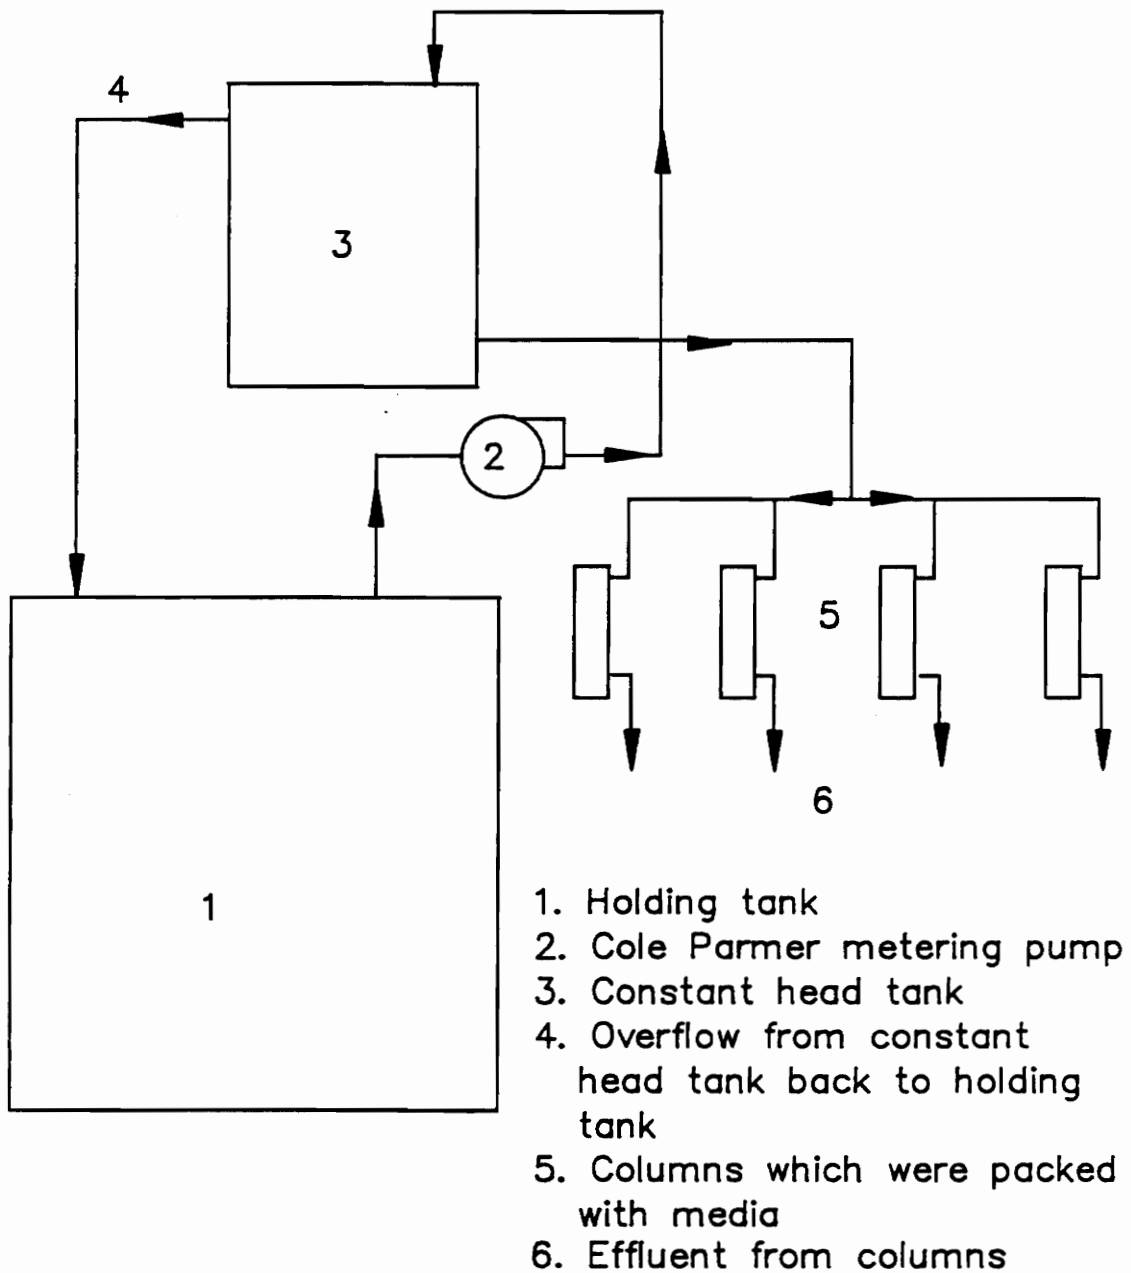 4
3
2
5
6
1
1. Holding tank
2. Cole Parmer metering pump
3. Constant head tank
4. Overflow from constant
head tank back to holding
tank
5. Columns which were packed
with media
6. Effluent from columns